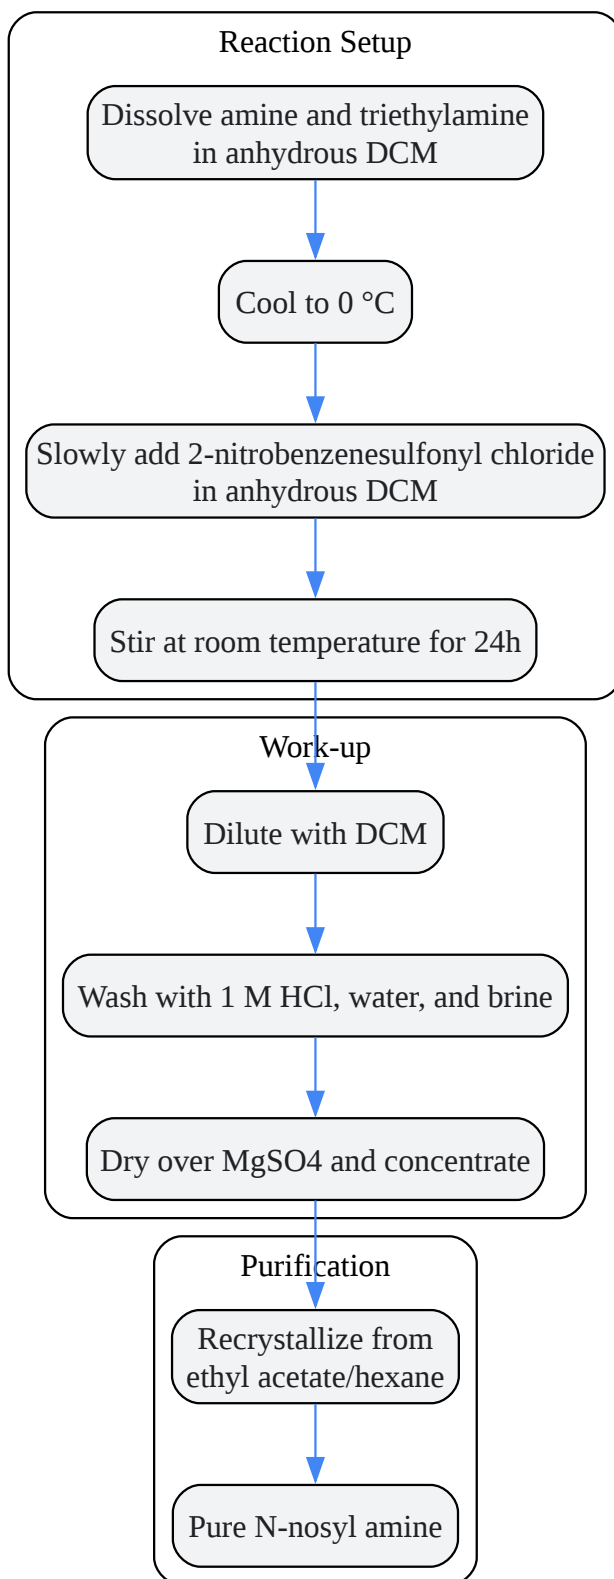 Reaction Setup
Dissolve amine and triethylamine
in anhydrous DCM
Cool to 0 °C
Slowly add 2-nitrobenzenesulfonyl chloride
in anhydrous DCM
Stir at room temperature for 24h
Work-up
Dilute with DCM
Wash with 1 M HCl, water, and brine
Dry over MgSO4 and concentrate
Purification
Recrystallize from
ethyl acetate/hexane
Pure N-nosyl amine